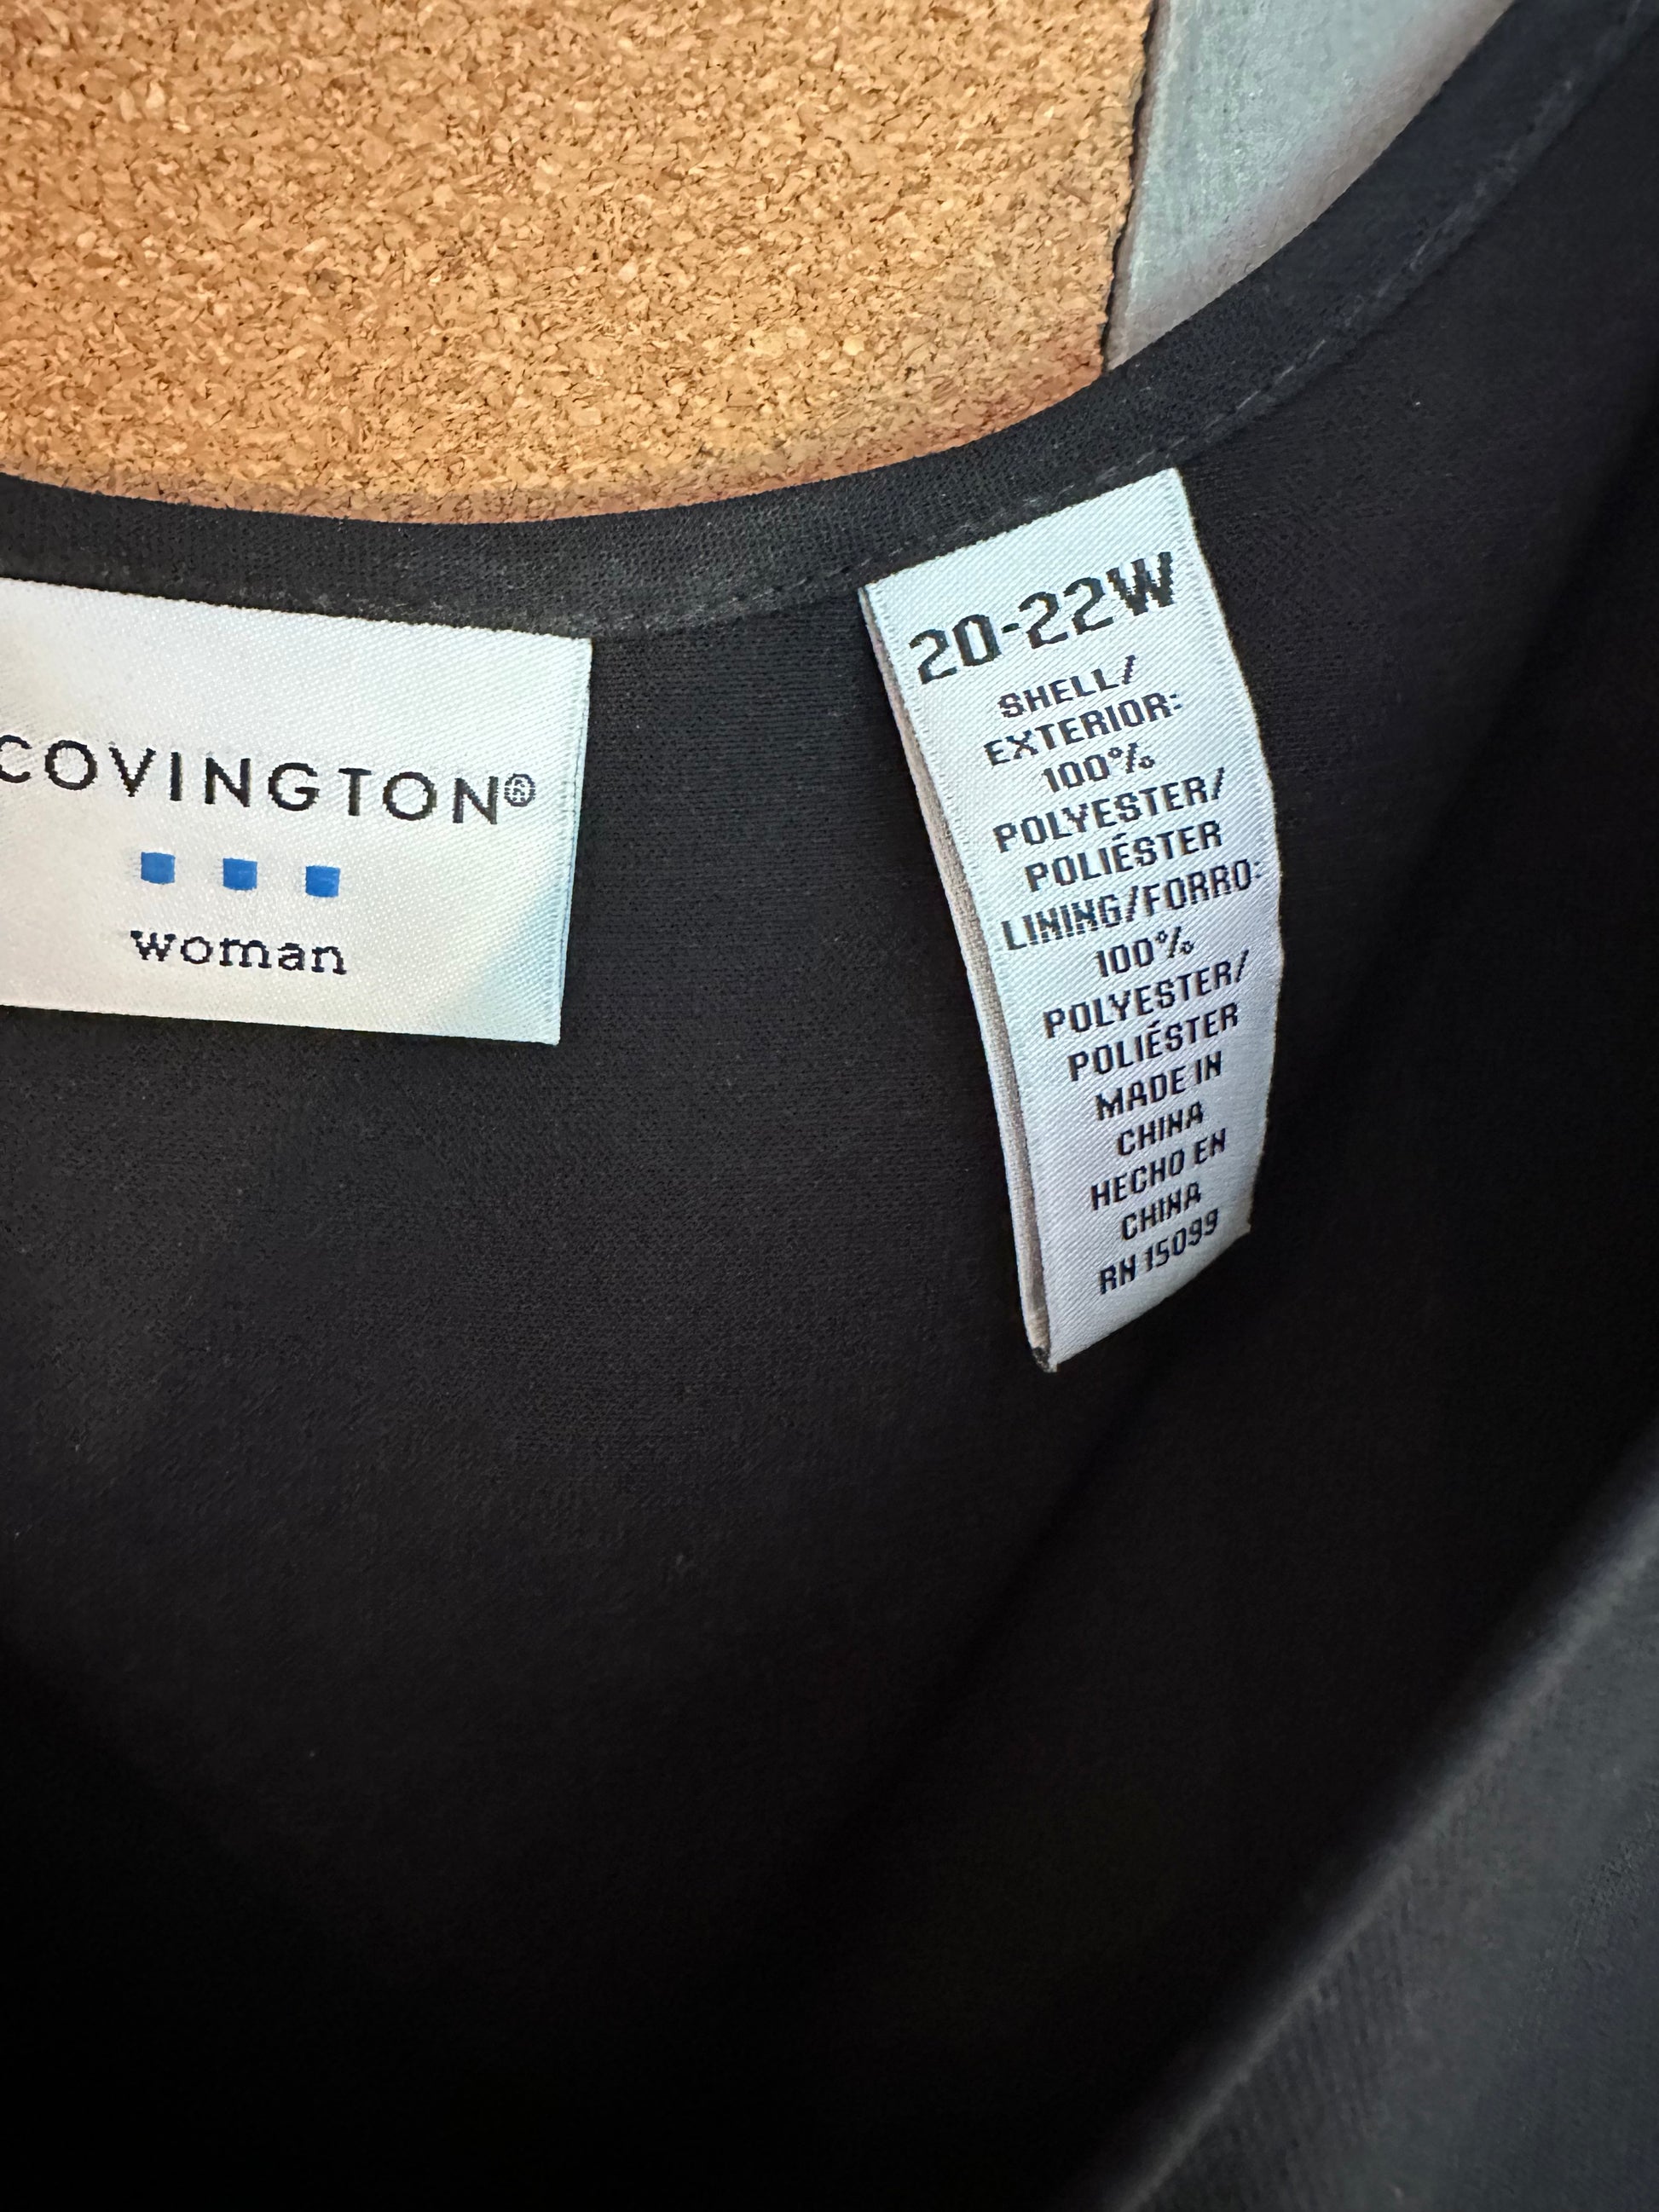 COVINGTON®
woman
20-22W
SHELL/
EXTERIOR:
100%
POLYESTER/
POLIÉSTER
LINING/FORRO:
100%
POLYESTER/
POLIÉSTER
MADE IN
CHINA
HECHO EN
CHINA
RN 15099